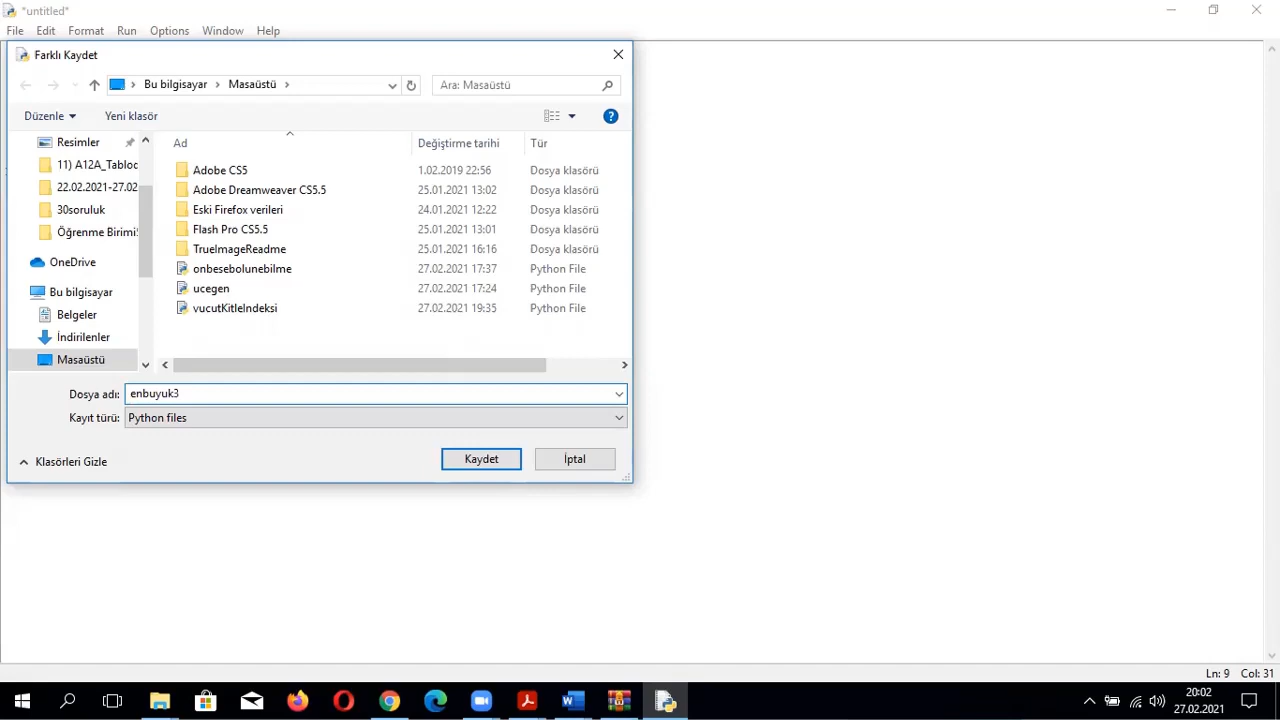 *untitled*
File Edit Format Run Options Window Help
Farklı Kaydet
Bu bilgisayar > Masaüstü >
Ara: Masaüstü
Düzenle Yeni klasör
Ad Değiştirme tarihi Tür
Resimler
11) A12A_Tabloc
22.02.2021-27.02
30soruluk
Öğrenme Birimi
OneDrive
Bu bilgisayar
Belgeler
İndirilenler
Masaüstü
Adobe CS5 1.02.2019 22:56 Dosya klasörü
Adobe Dreamweaver CS5.5 25.01.2021 13:02 Dosya klasörü
Eski Firefox verileri 24.01.2021 12:22 Dosya klasörü
Flash Pro CS5.5 25.01.2021 13:01 Dosya klasörü
TrueImageReadme 25.01.2021 16:16 Dosya klasörü
onbesebolunebilme 27.02.2021 17:37 Python File
ucegen 27.02.2021 17:24 Python File
vucutKitleIndeksi 27.02.2021 19:35 Python File
Dosya adı: enbuyuk3
Kayıt türü: Python files
Klasörleri Gizle
Kaydet İptal
Ln: 9 Col: 31
20:02
27.02.2021